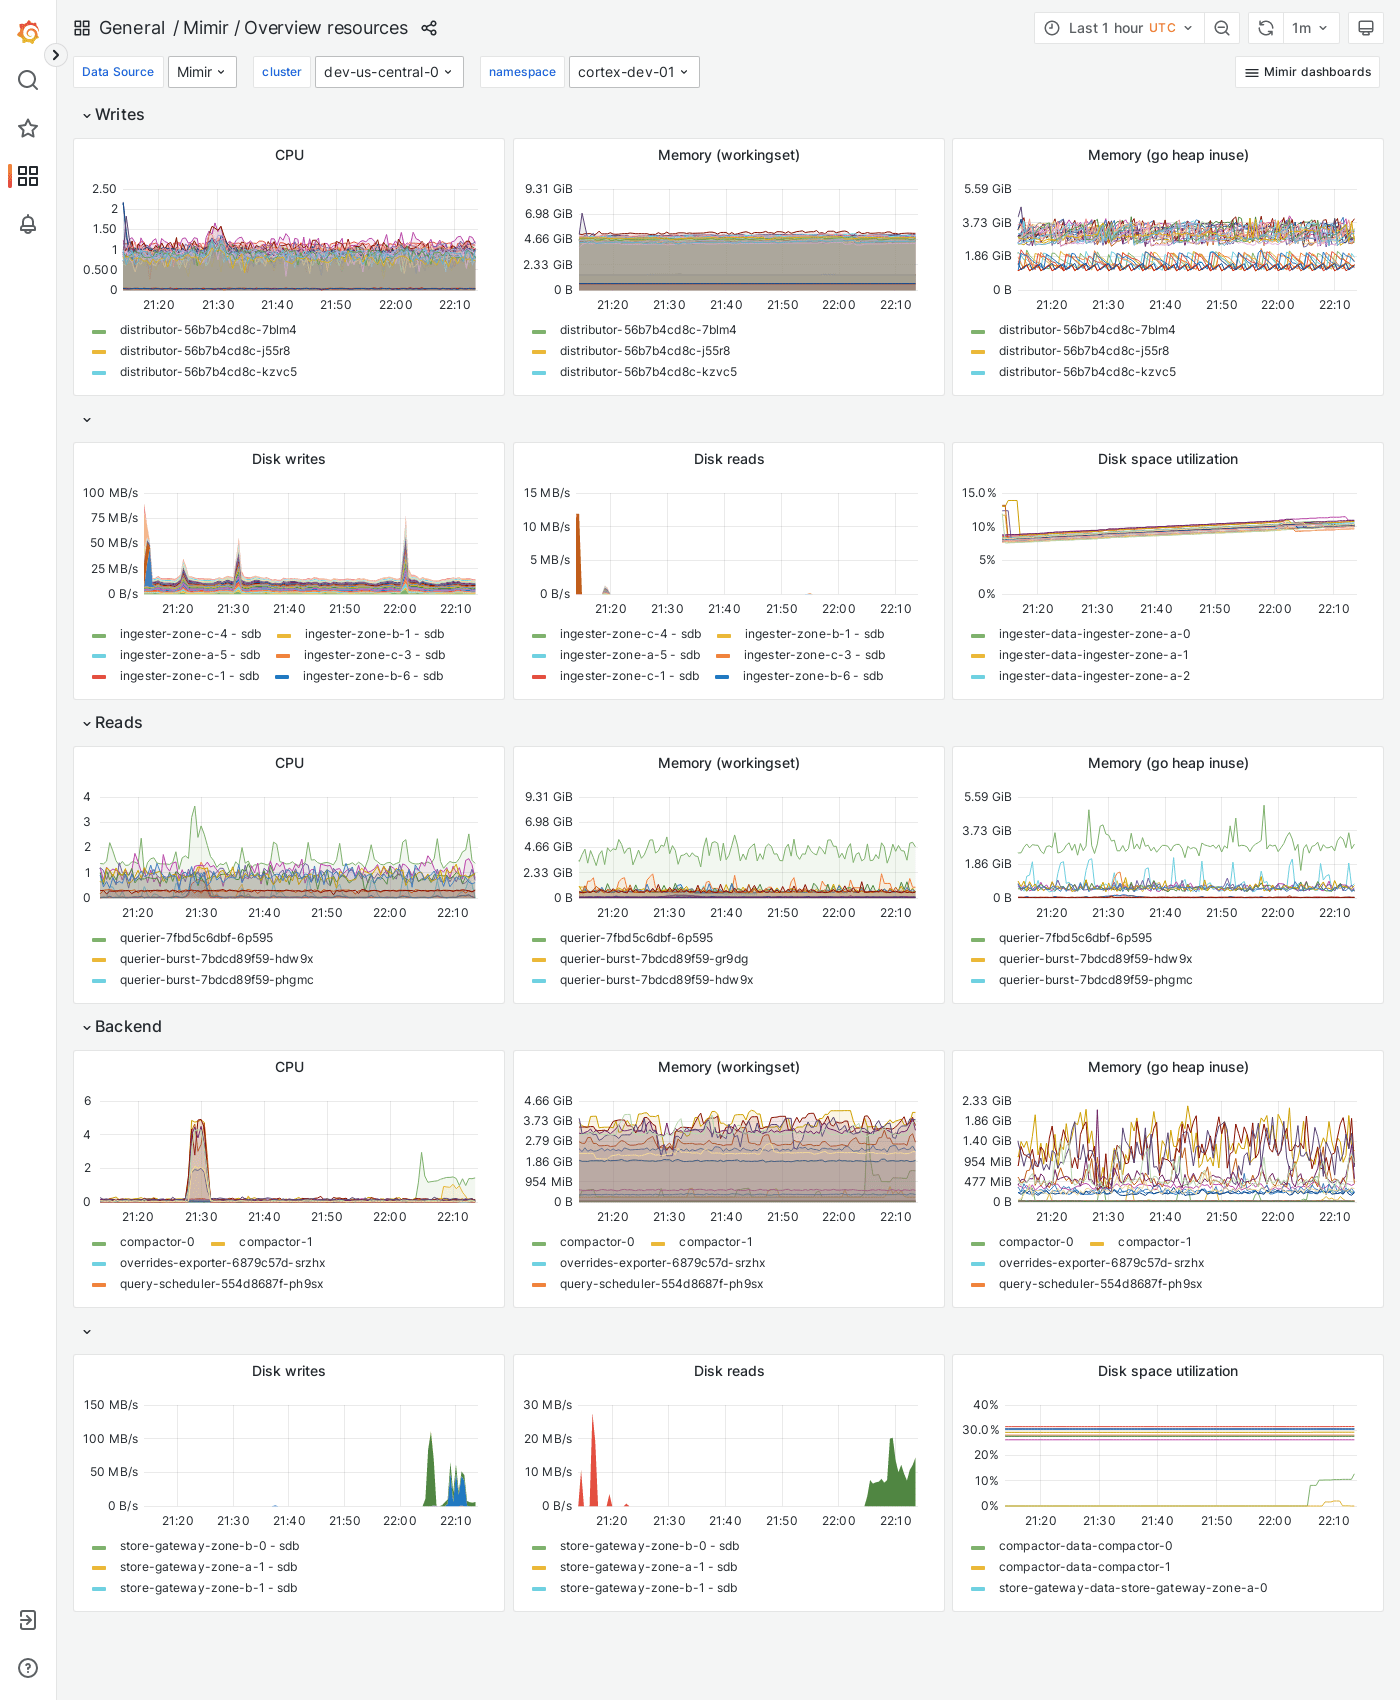 General / Mimir / Overview resources
Last 1 hour UTC
1m
Data Source Mimir cluster dev-us-central-0 namespace cortex-dev-01 Mimir dashboards
Writes
CPU
2.50
2
1.50
1
0.500
0
21:20 21:30 21:40 21:50 22:00 22:10
distributor-56b7b4cd8c-7blm4
distributor-56b7b4cd8c-j55r8
distributor-56b7b4cd8c-kzvc5
Memory (workingset)
9.31 GiB
6.98 GiB
4.66 GiB
2.33 GiB
0 B
21:20 21:30 21:40 21:50 22:00 22:10
distributor-56b7b4cd8c-7blm4
distributor-56b7b4cd8c-j55r8
distributor-56b7b4cd8c-kzvc5
Memory (go heap inuse)
5.59 GiB
3.73 GiB
1.86 GiB
0 B
21:20 21:30 21:40 21:50 22:00 22:10
distributor-56b7b4cd8c-7blm4
distributor-56b7b4cd8c-j55r8
distributor-56b7b4cd8c-kzvc5
Disk writes
100 MB/s
75 MB/s
50 MB/s
25 MB/s
0 B/s
21:20 21:30 21:40 21:50 22:00 22:10
ingester-zone-c-4 - sdb ingester-zone-b-1 - sdb
ingester-zone-a-5 - sdb ingester-zone-c-3 - sdb
ingester-zone-c-1 - sdb ingester-zone-b-6 - sdb
Disk reads
15 MB/s
10 MB/s
5 MB/s
0 B/s
21:20 21:30 21:40 21:50 22:00 22:10
ingester-zone-c-4 - sdb ingester-zone-b-1 - sdb
ingester-zone-a-5 - sdb ingester-zone-c-3 - sdb
ingester-zone-c-1 - sdb ingester-zone-b-6 - sdb
Disk space utilization
15.0%
10%
5%
0%
21:20 21:30 21:40 21:50 22:00 22:10
ingester-data-ingester-zone-a-0
ingester-data-ingester-zone-a-1
ingester-data-ingester-zone-a-2
Reads
CPU
4
3
2
1
0
21:20 21:30 21:40 21:50 22:00 22:10
querier-7fbd5c6dbf-6p595
querier-burst-7bdcd89f59-hdw9x
querier-burst-7bdcd89f59-phgmc
Memory (workingset)
9.31 GiB
6.98 GiB
4.66 GiB
2.33 GiB
0 B
21:20 21:30 21:40 21:50 22:00 22:10
querier-7fbd5c6dbf-6p595
querier-burst-7bdcd89f59-gr9dg
querier-burst-7bdcd89f59-hdw9x
Memory (go heap inuse)
5.59 GiB
3.73 GiB
1.86 GiB
0 B
21:20 21:30 21:40 21:50 22:00 22:10
querier-7fbd5c6dbf-6p595
querier-burst-7bdcd89f59-hdw9x
querier-burst-7bdcd89f59-phgmc
Backend
CPU
6
4
2
0
21:20 21:30 21:40 21:50 22:00 22:10
compactor-0 compactor-1
overrides-exporter-6879c57d-srzhx
query-scheduler-554d8687f-ph9sx
Memory (workingset)
4.66 GiB
3.73 GiB
2.79 GiB
1.86 GiB
954 MiB
0 B
21:20 21:30 21:40 21:50 22:00 22:10
compactor-0 compactor-1
overrides-exporter-6879c57d-srzhx
query-scheduler-554d8687f-ph9sx
Memory (go heap inuse)
2.33 GiB
1.86 GiB
1.40 GiB
954 MiB
477 MiB
0 B
21:20 21:30 21:40 21:50 22:00 22:10
compactor-0 compactor-1
overrides-exporter-6879c57d-srzhx
query-scheduler-554d8687f-ph9sx
Disk writes
150 MB/s
100 MB/s
50 MB/s
0 B/s
21:20 21:30 21:40 21:50 22:00 22:10
store-gateway-zone-b-0 - sdb
store-gateway-zone-a-1 - sdb
store-gateway-zone-b-1 - sdb
Disk reads
30 MB/s
20 MB/s
10 MB/s
0 B/s
21:20 21:30 21:40 21:50 22:00 22:10
store-gateway-zone-b-0 - sdb
store-gateway-zone-a-1 - sdb
store-gateway-zone-b-1 - sdb
Disk space utilization
40%
30.0%
20%
10%
0%
21:20 21:30 21:40 21:50 22:00 22:10
compactor-data-compactor-0
compactor-data-compactor-1
store-gateway-data-store-gateway-zone-a-0